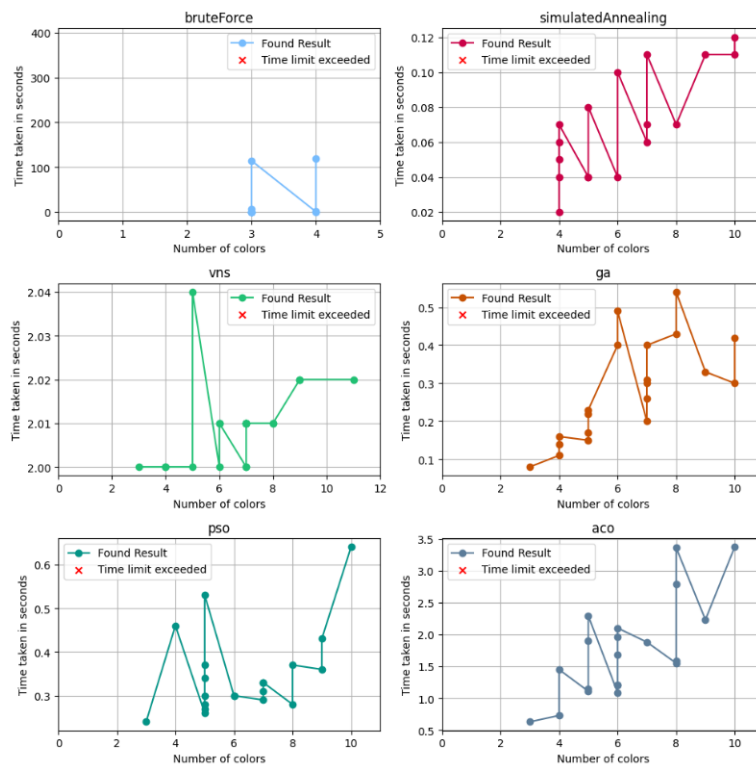 bruteForce
Time taken in seconds
400
300
200
100
0
Found Result
Time limit exceeded
0 1 2 3 4 5
Number of colors
simulatedAnnealing
Time taken in seconds
0.12
0.10
0.08
0.06
0.04
0.02
Found Result
Time limit exceeded
0 2 4 6 8 10
Number of colors
vns
Time taken in seconds
2.04
2.03
2.02
2.01
2.00
Found Result
Time limit exceeded
0 2 4 6 8 10 12
Number of colors
ga
Time taken in seconds
0.5
0.4
0.3
0.2
0.1
Found Result
Time limit exceeded
0 2 4 6 8 10
Number of colors
pso
Time taken in seconds
0.6
0.5
0.4
0.3
Found Result
Time limit exceeded
0 2 4 6 8 10
Number of colors
aco
Time taken in seconds
3.5
3.0
2.5
2.0
1.5
1.0
0.5
Found Result
Time limit exceeded
0 2 4 6 8 10
Number of colors